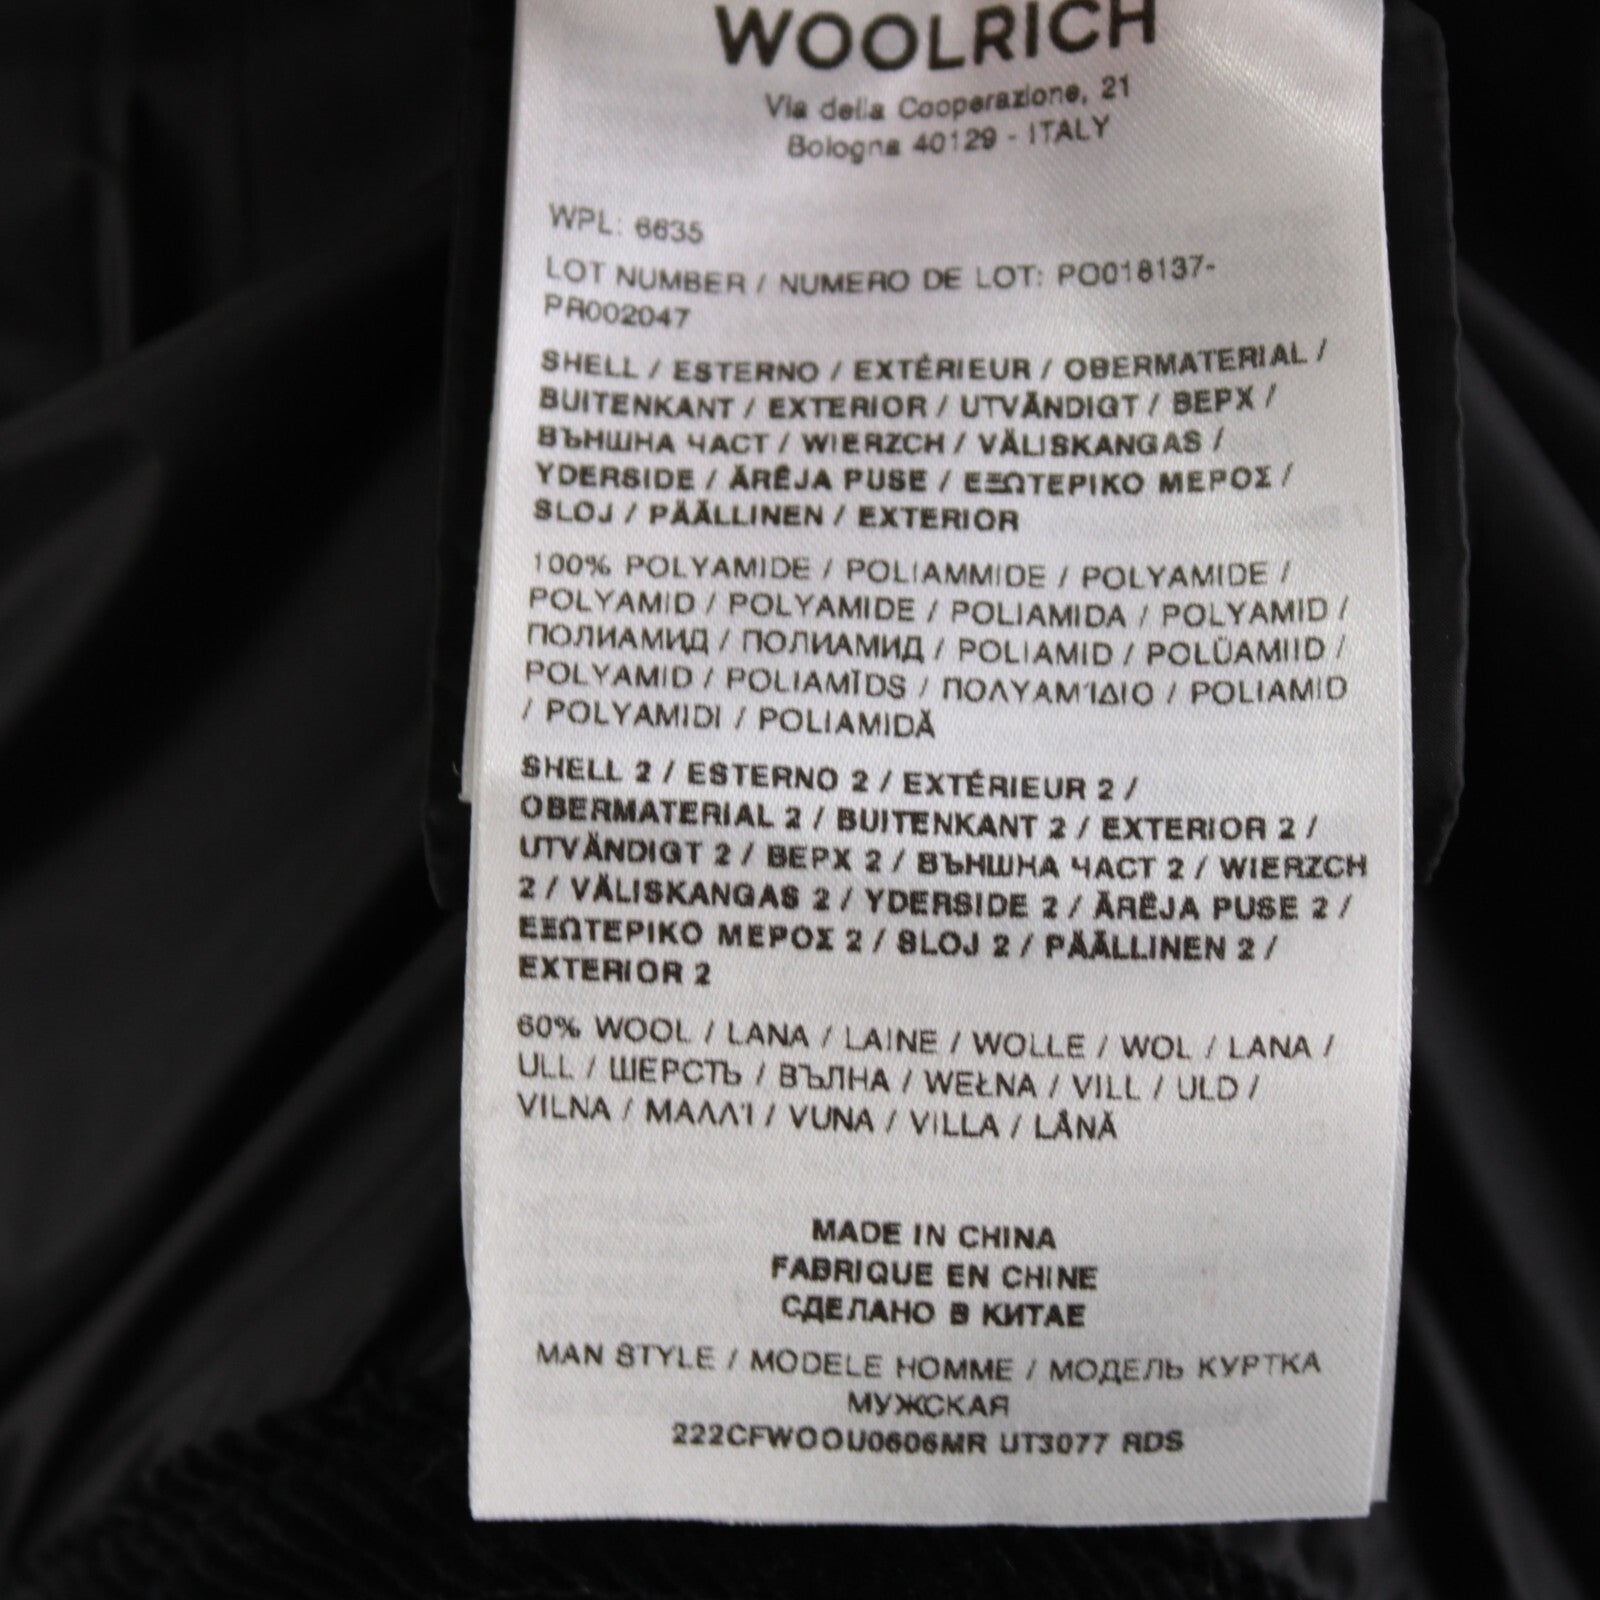 WOOLRICH
Via della Cooperazione, 21
Bologna 40129 - ITALY
WPL: 6635
LOT NUMBER / NUMERO DE LOT: PO018137-
PR002047
SHELL / ESTERNO / EXTÉRIEUR / OBERMATERIAL /
BUITENKANT / EXTERIOR / UTVÄNDIGT / ВЕРХ /
ВЪНШНА ЧАСТ / WIERZCH / VÄLISKANGAS /
YDERSIDE / ĀRĒJA PUSE / ΕΞΩΤΕΡΙΚΟ ΜΕΡΟΣ /
SLOJ / PÄÄLLINEN / EXTERIOR
100% POLYAMIDE / POLIAMMIDE / POLYAMIDE /
POLYAMID / POLYAMIDE / POLIAMIDA / POLYAMID /
ПОЛИАМИД / ПОЛИАМИД / POLIAMID / POLÜAMIID /
POLYAMID / POLIAMĪDS / ΠΟΛΥΑΜΊΔΙΟ / POLIAMID
/ POLYAMIDI / POLIAMIDĂ
SHELL 2 / ESTERNO 2 / EXTÉRIEUR 2 /
OBERMATERIAL 2 / BUITENKANT 2 / EXTERIOR 2 /
UTVÄNDIGT 2 / ВЕРХ 2 / ВЪНШНА ЧАСТ 2 / WIERZCH
2 / VÄLISKANGAS 2 / YDERSIDE 2 / ĀRĒJA PUSE 2 /
ΕΞΩΤΕΡΙΚΟ ΜΕΡΟΣ 2 / SLOJ 2 / PÄÄLLINEN 2 /
EXTERIOR 2
60% WOOL / LANA / LAINE / WOLLE / WOL / LANA /
ULL / ШЕРСТЬ / ВЪЛНА / WEŁNA / VILL / ULD /
VILNA / ΜΑΛΛΊ / VUNA / VILLA / LÂNĂ
MADE IN CHINA
FABRIQUE EN CHINE
СДЕЛАНО В КИТАЕ
MAN STYLE / MODELE HOMME / МОДЕЛЬ КУРТКА
МУЖСКАЯ
222CFWOOU0606MR UT3077 RDS